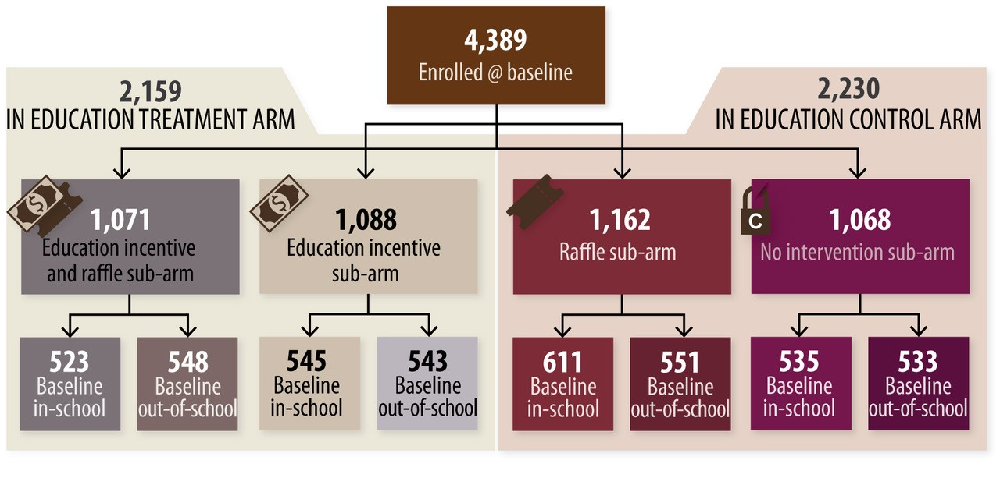 4,389
Enrolled @ baseline
2,159
IN EDUCATION TREATMENT ARM
2,230
IN EDUCATION CONTROL ARM
$
1,071
Education incentive
and raffle sub-arm
$
1,088
Education incentive
sub-arm
1,162
Raffle sub-arm
C
1,068
No intervention sub-arm
523
Baseline
in-school
548
Baseline
out-of-school
545
Baseline
in-school
543
Baseline
out-of-school
611
Baseline
in-school
551
Baseline
out-of-school
535
Baseline
in-school
533
Baseline
out-of-school